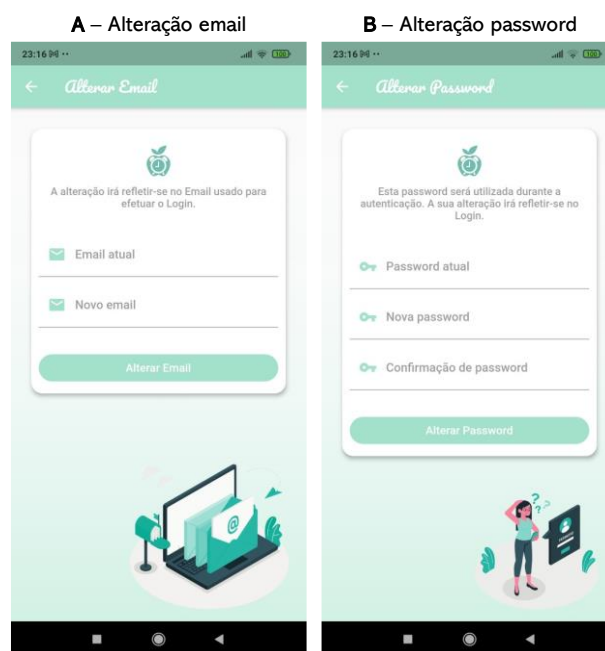 A – Alteração email
23:16
100
Alterar Email
A alteração irá refletir-se no Email usado para
efetuar o Login.
Email atual
Novo email
Alterar Email
@
B – Alteração password
23:16
100
Alterar Password
Esta password será utilizada durante a
autenticação. A sua alteração irá refletir-se no
Login.
Password atual
Nova password
Confirmação de password
Alterar Password
???